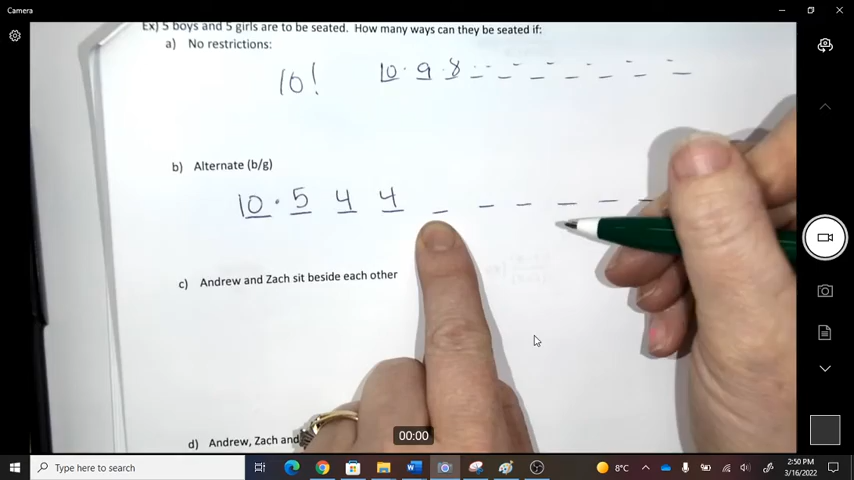 Camera
Ex) 5 boys and 5 girls are to be seated. How many ways can they be seated if:
a) No restrictions:
10! 10 · 9 · 8
b) Alternate (b/g)
10 · 5 4 4
c) Andrew and Zach sit beside each other
d) Andrew, Zach and
00:00
Type here to search
8°C
2:50 PM
3/16/2022